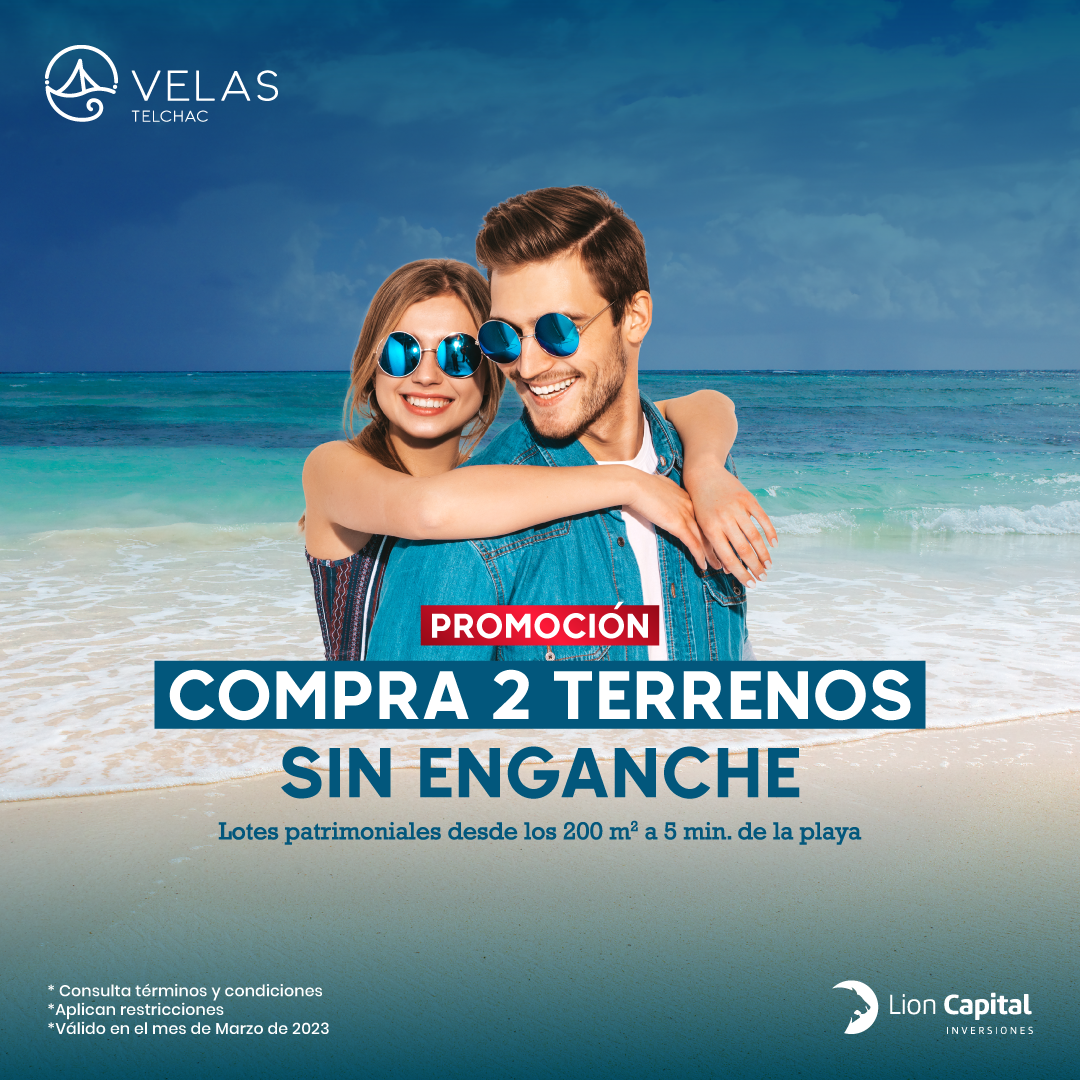 VELAS
TELCHAC
PROMOCIÓN
COMPRA 2 TERRENOS
SIN ENGANCHE
Lotes patrimoniales desde los 200 m² a 5 min. de la playa
* Consulta términos y condiciones
*Aplican restricciones
*Válido en el mes de Marzo de 2023
Lion Capital
INVERSIONES